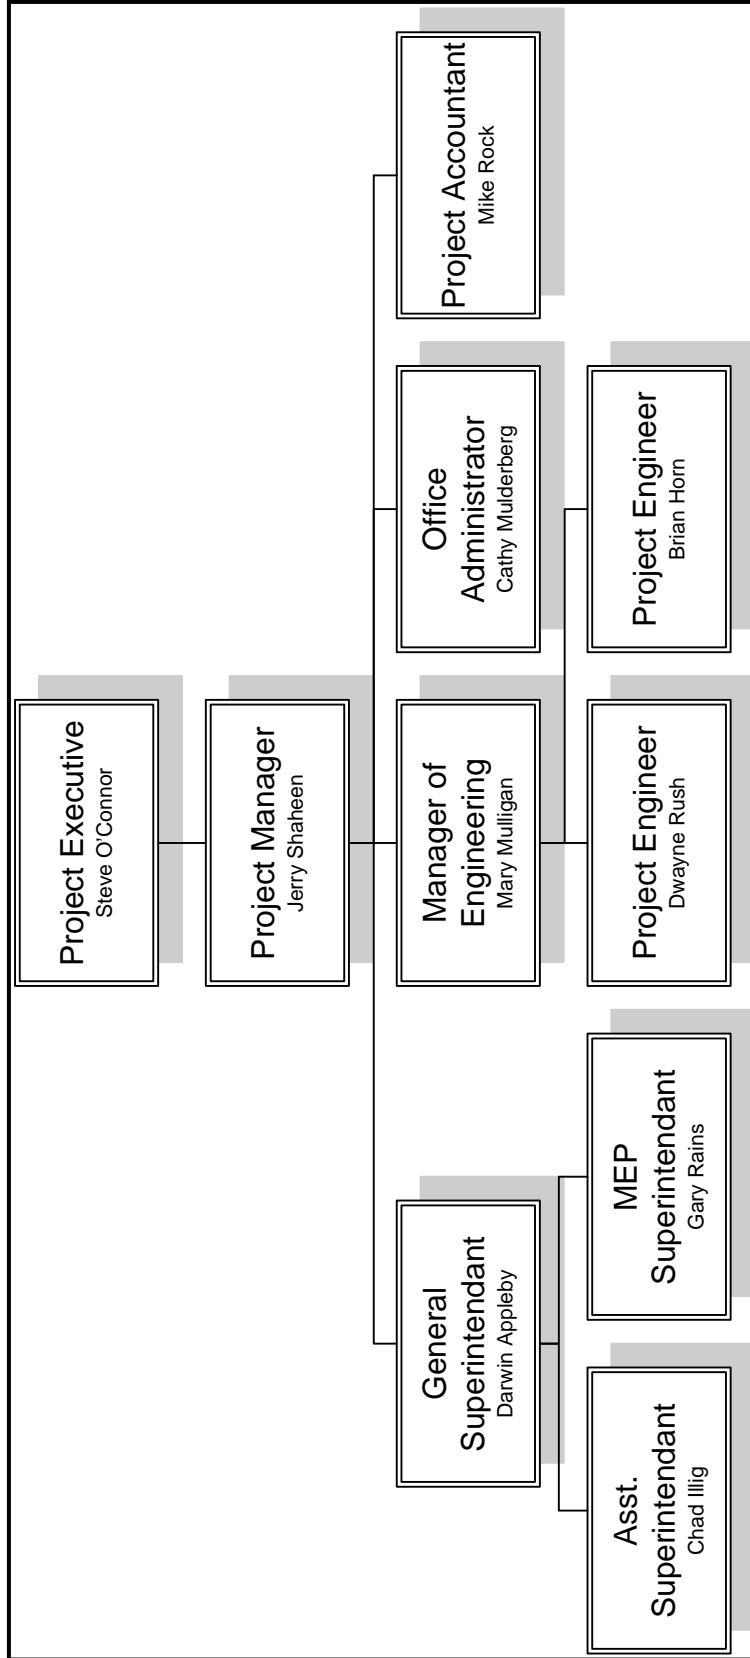 Project Executive
Steve O'Connor
Project Manager
Jerry Shaheen
General
Superintendant
Darwin Appleby
Manager of
Engineering
Mary Mulligan
Office
Administrator
Cathy Mulderberg
Project Accountant
Mike Rock
Asst.
Superintendant
Chad Illig
MEP
Superintendant
Gary Rains
Project Engineer
Dwayne Rush
Project Engineer
Brian Horn